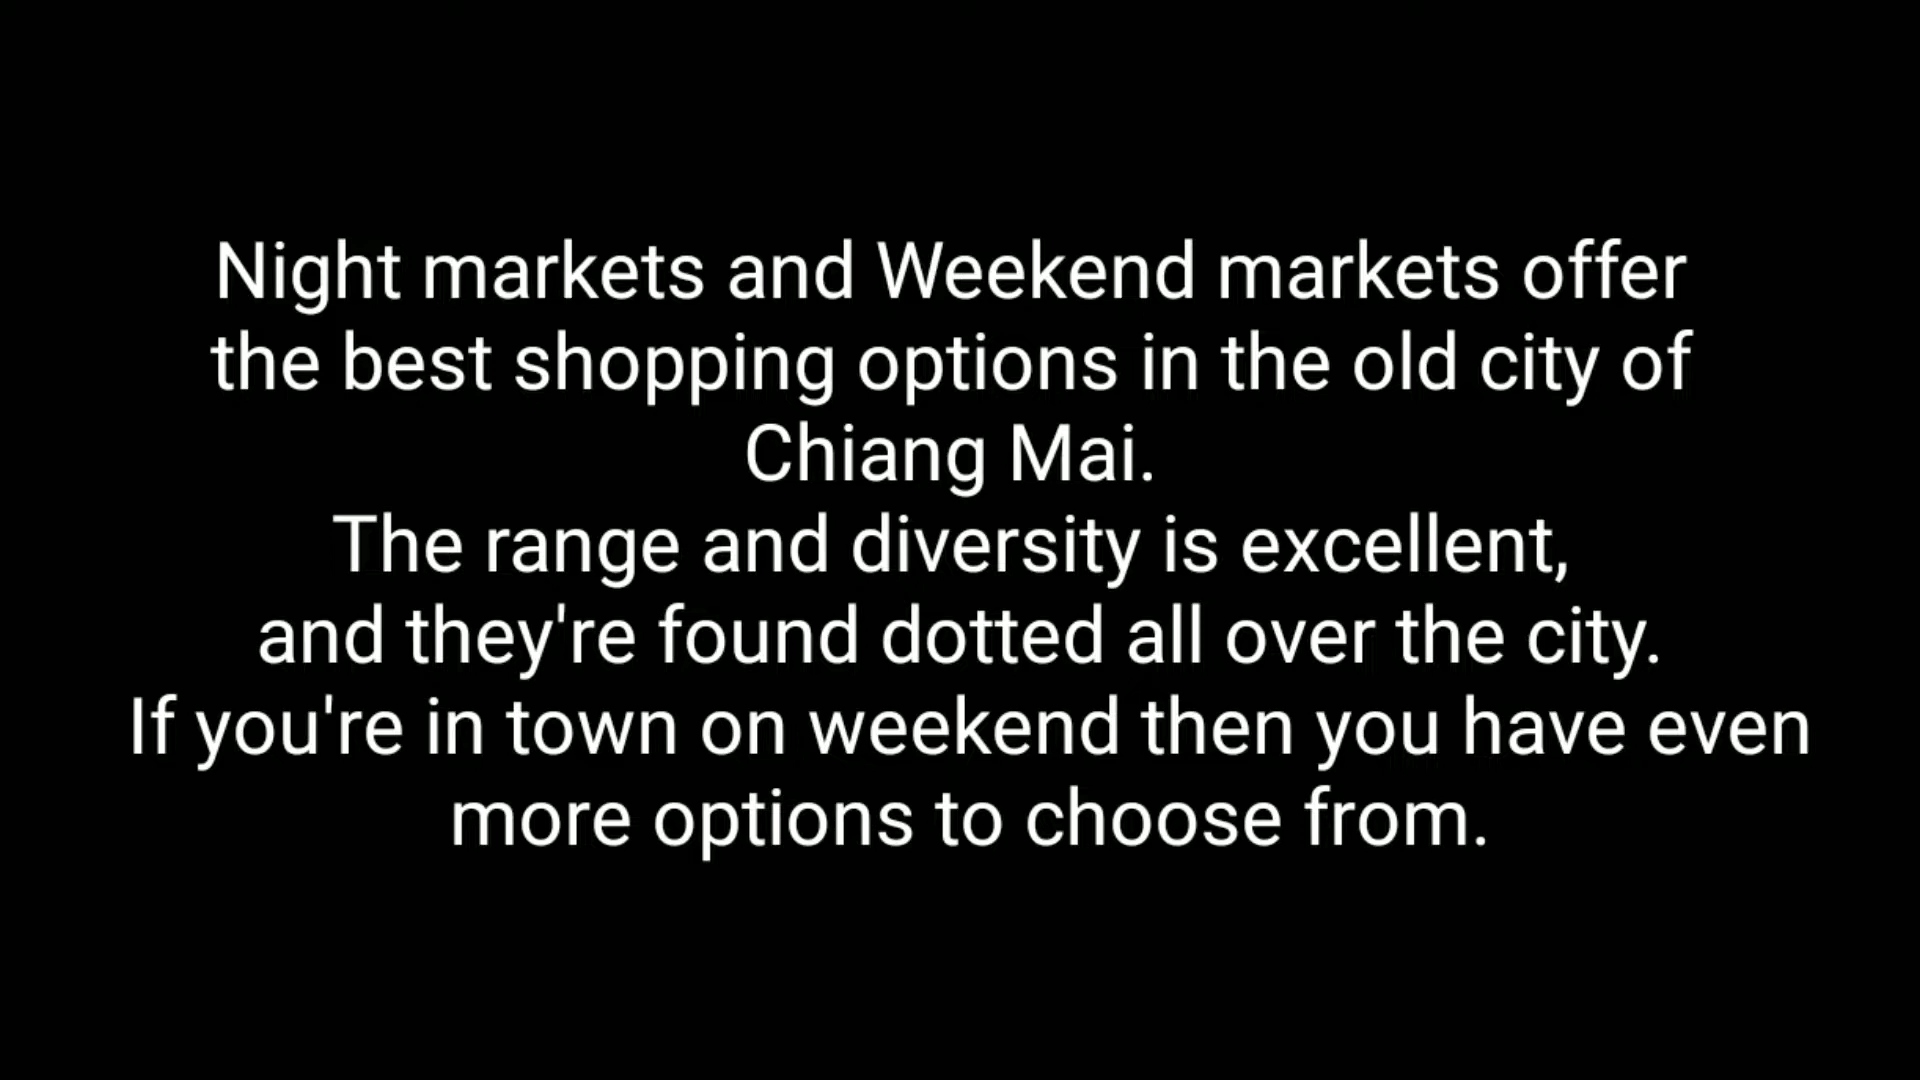 Night markets and Weekend markets offer
the best shopping options in the old city of
Chiang Mai.
The range and diversity is excellent,
and they're found dotted all over the city.
If you're in town on weekend then you have even
more options to choose from.